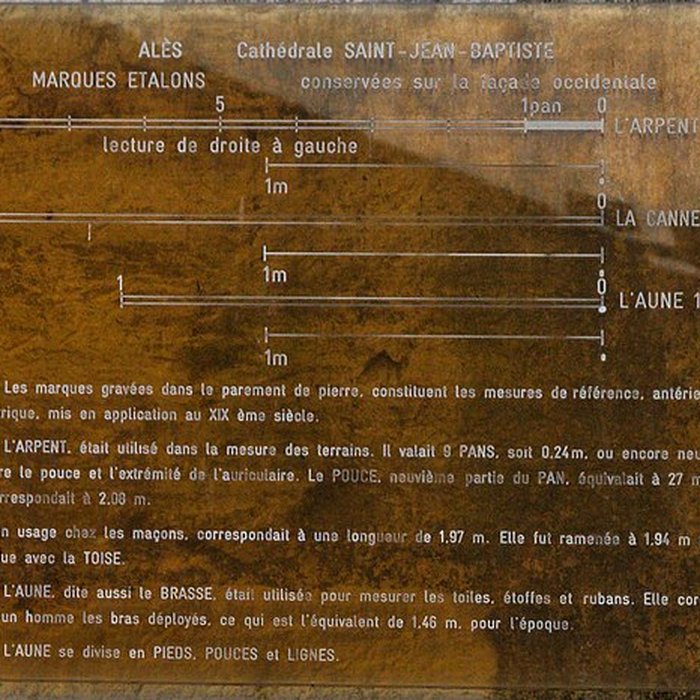 ALÈS Cathédrale SAINT-JEAN-BAPTISTE
MARQUES ETALONS conservées sur la façade occidentale
5 1pan 0
L'ARPENT
lecture de droite à gauche
1m
0
LA CANNE
1m
1 0
L'AUNE 1
1m
Les marques gravées dans le parement de pierre, constituent les mesures de référence, antérie
rique, mis en application au XIX ème siècle.
L'ARPENT, était utilisé dans la mesure des terrains. Il valait 9 PANS, soit 0.24m, ou encore neu
re le pouce et l'extrémité de l'auriculaire. Le POUCE, neuvième partie du PAN, équivalait à 27 m
rrespondait à 2.08 m.
n usage chez les maçons, correspondait à une longueur de 1.97 m. Elle fut ramenée à 1.94 m
ue avec la TOISE.
L'AUNE, dite aussi le BRASSE, était utilisée pour mesurer les toiles, étoffes et rubans. Elle cor
un homme les bras déployés, ce qui est l'équivalent de 1,46 m, pour l'époque.
L'AUNE se divise en PIEDS, POUCES et LIGNES.